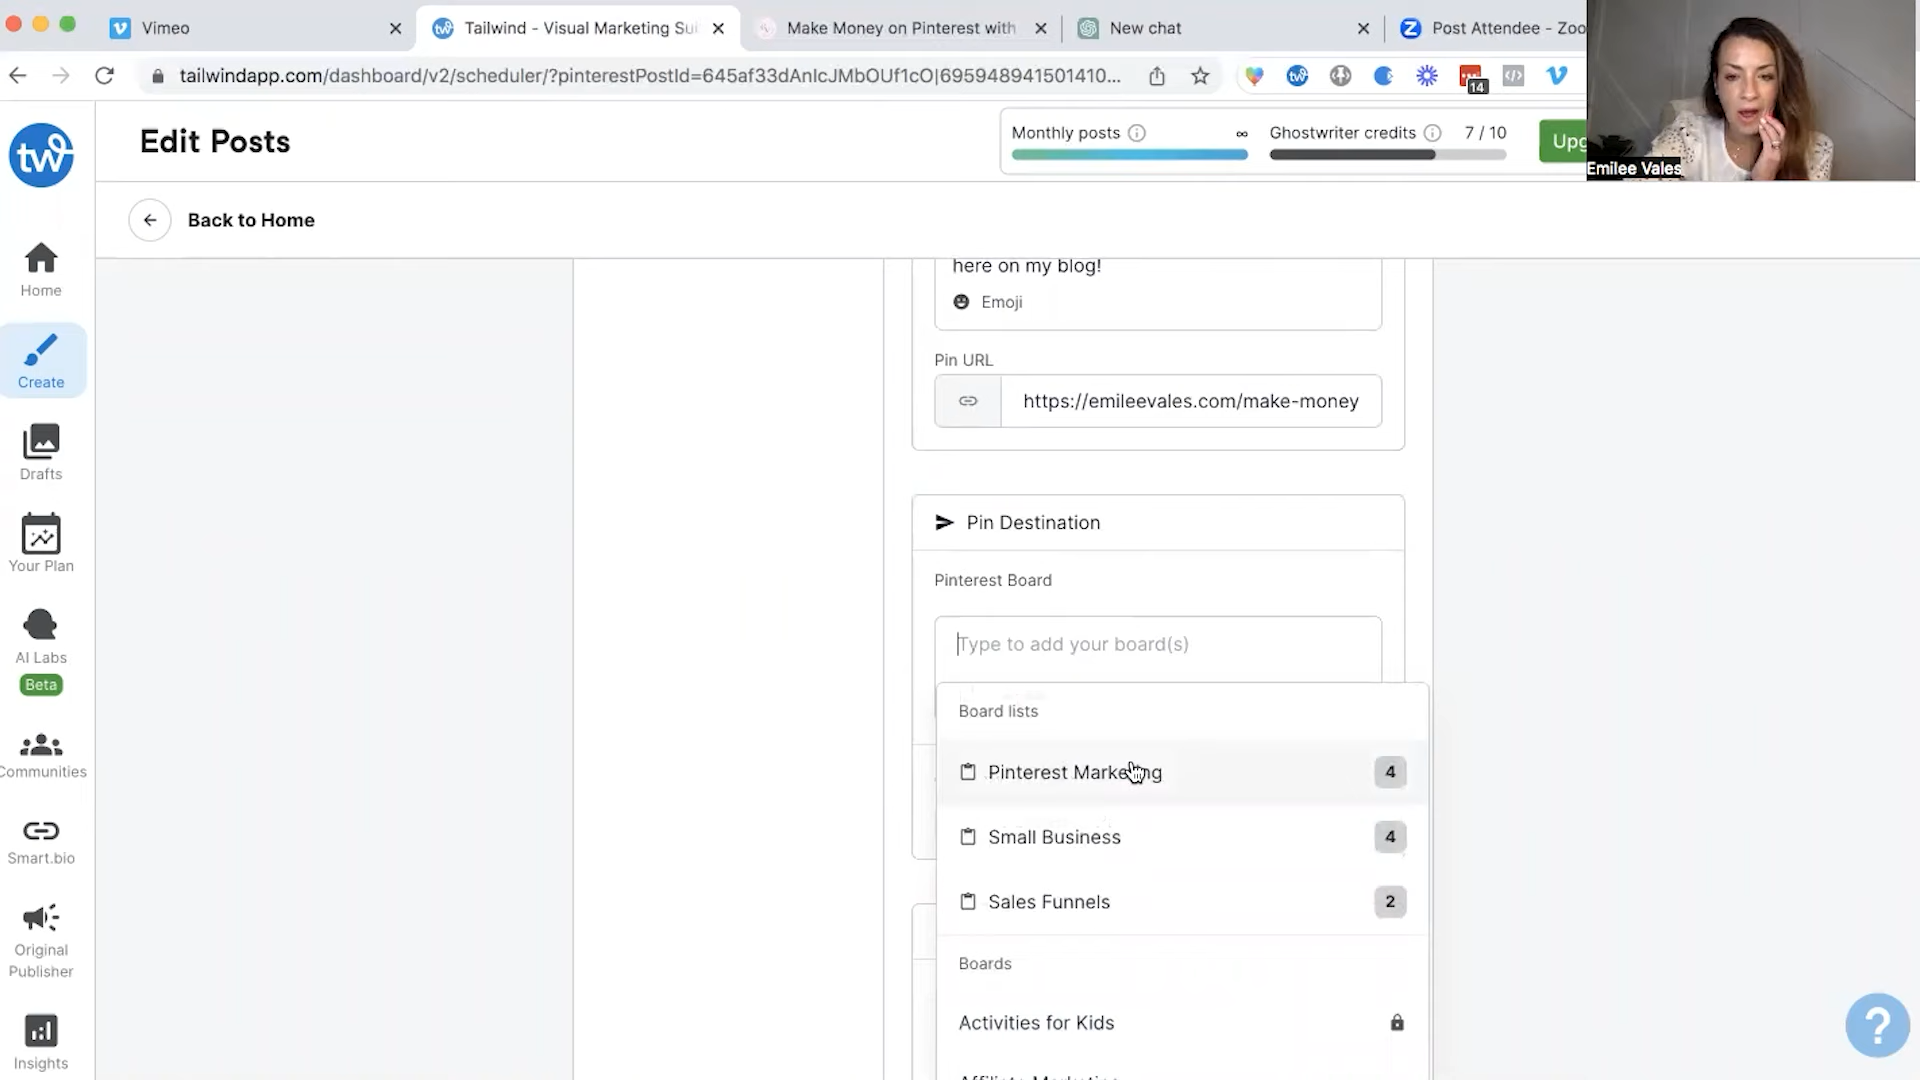 Vimeo
Tailwind - Visual Marketing Sui
Make Money on Pinterest with
New chat
Post Attendee - Zoo
tailwindapp.com/dashboard/v2/scheduler/?pinterestPostId=645af33dAnIcJMbOUf1cO|695948941501410...
14
Emilee Vales
tw
Edit Posts
Monthly posts
∞
Ghostwriter credits
7 / 10
Upg
Back to Home
Home
Create
Drafts
Your Plan
AI Labs
Beta
Communities
Smart.bio
Original
Publisher
Insights
here on my blog!
Emoji
Pin URL
https://emileevales.com/make-money
Pin Destination
Pinterest Board
Type to add your board(s)
Board lists
Pinterest Marketing
4
Small Business
4
Sales Funnels
2
Boards
Activities for Kids
Affiliate Marketing
?